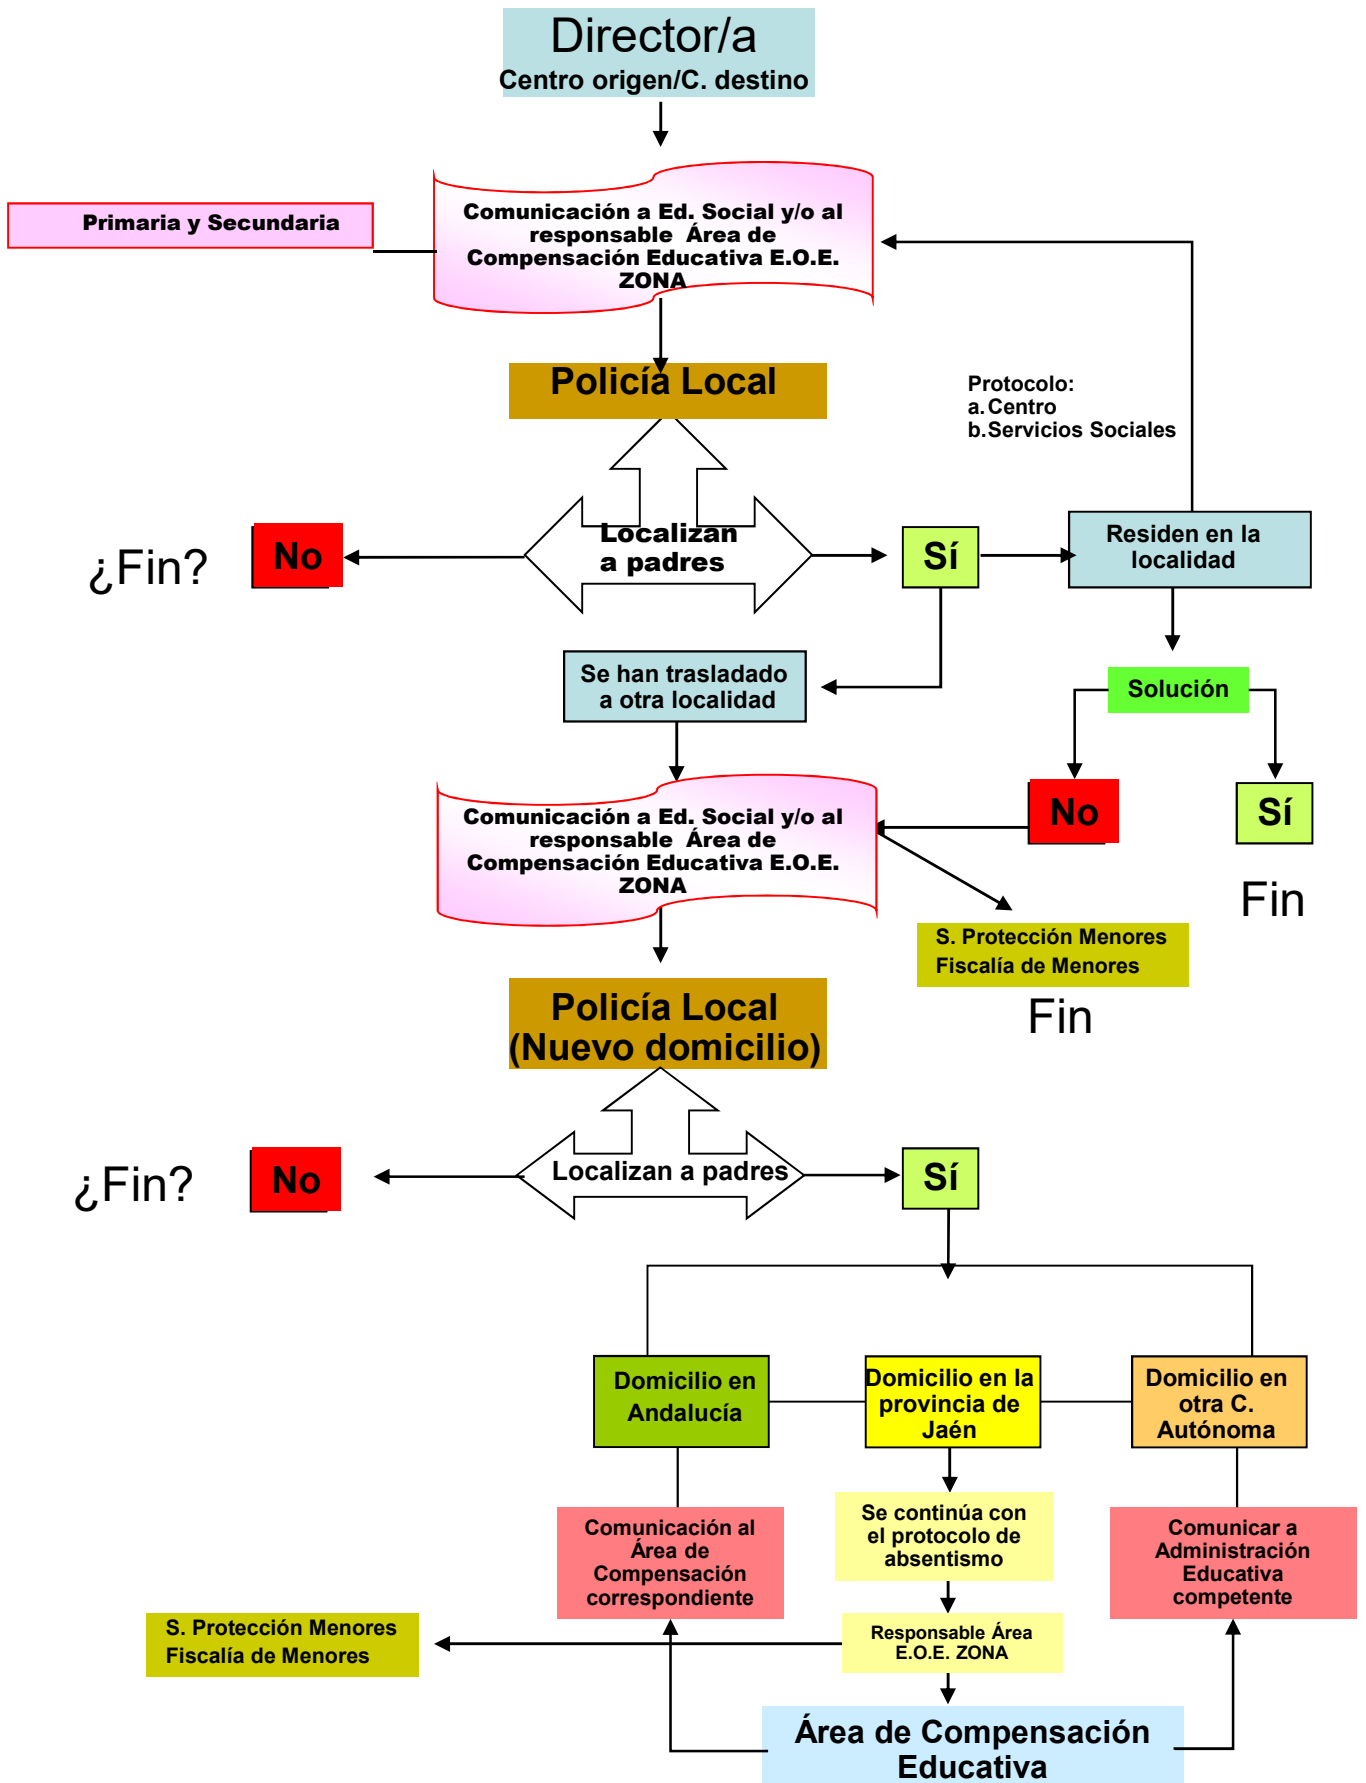 Director/a
Centro origen/C. destino
Primaria y Secundaria
Comunicación a Ed. Social y/o al
responsable Área de
Compensación Educativa E.O.E.
ZONA
Policía Local
Protocolo:
a. Centro
b. Servicios Sociales
¿Fin?
No
Localizan
a padres
Sí
Residen en la
localidad
Se han trasladado
a otra localidad
Solución
Comunicación a Ed. Social y/o al
responsable Área de
Compensación Educativa E.O.E.
ZONA
No
Sí
Fin
S. Protección Menores
Fiscalía de Menores
Fin
Policía Local
(Nuevo domicilio)
¿Fin?
No
Localizan a padres
Sí
Domicilio en
Andalucía
Domicilio en la
provincia de
Jaén
Domicilio en
otra C.
Autónoma
Comunicación al
Área de
Compensación
correspondiente
Se continúa con
el protocolo de
absentismo
Comunicar a
Administración
Educativa
competente
S. Protección Menores
Fiscalía de Menores
Responsable Área
E.O.E. ZONA
Área de Compensación
Educativa